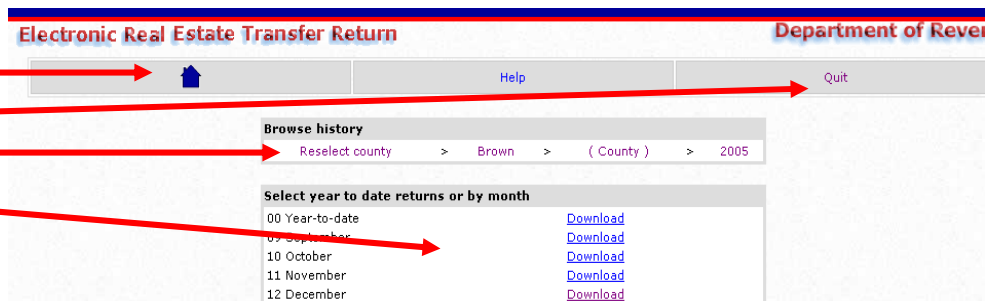 Electronic Real Estate Transfer Return Department of Rever
Help Quit
Browse history
Reselect county > Brown > ( County ) > 2005
Select year to date returns or by month
00 Year-to-date Download
09 September Download
10 October Download
11 November Download
12 December Download